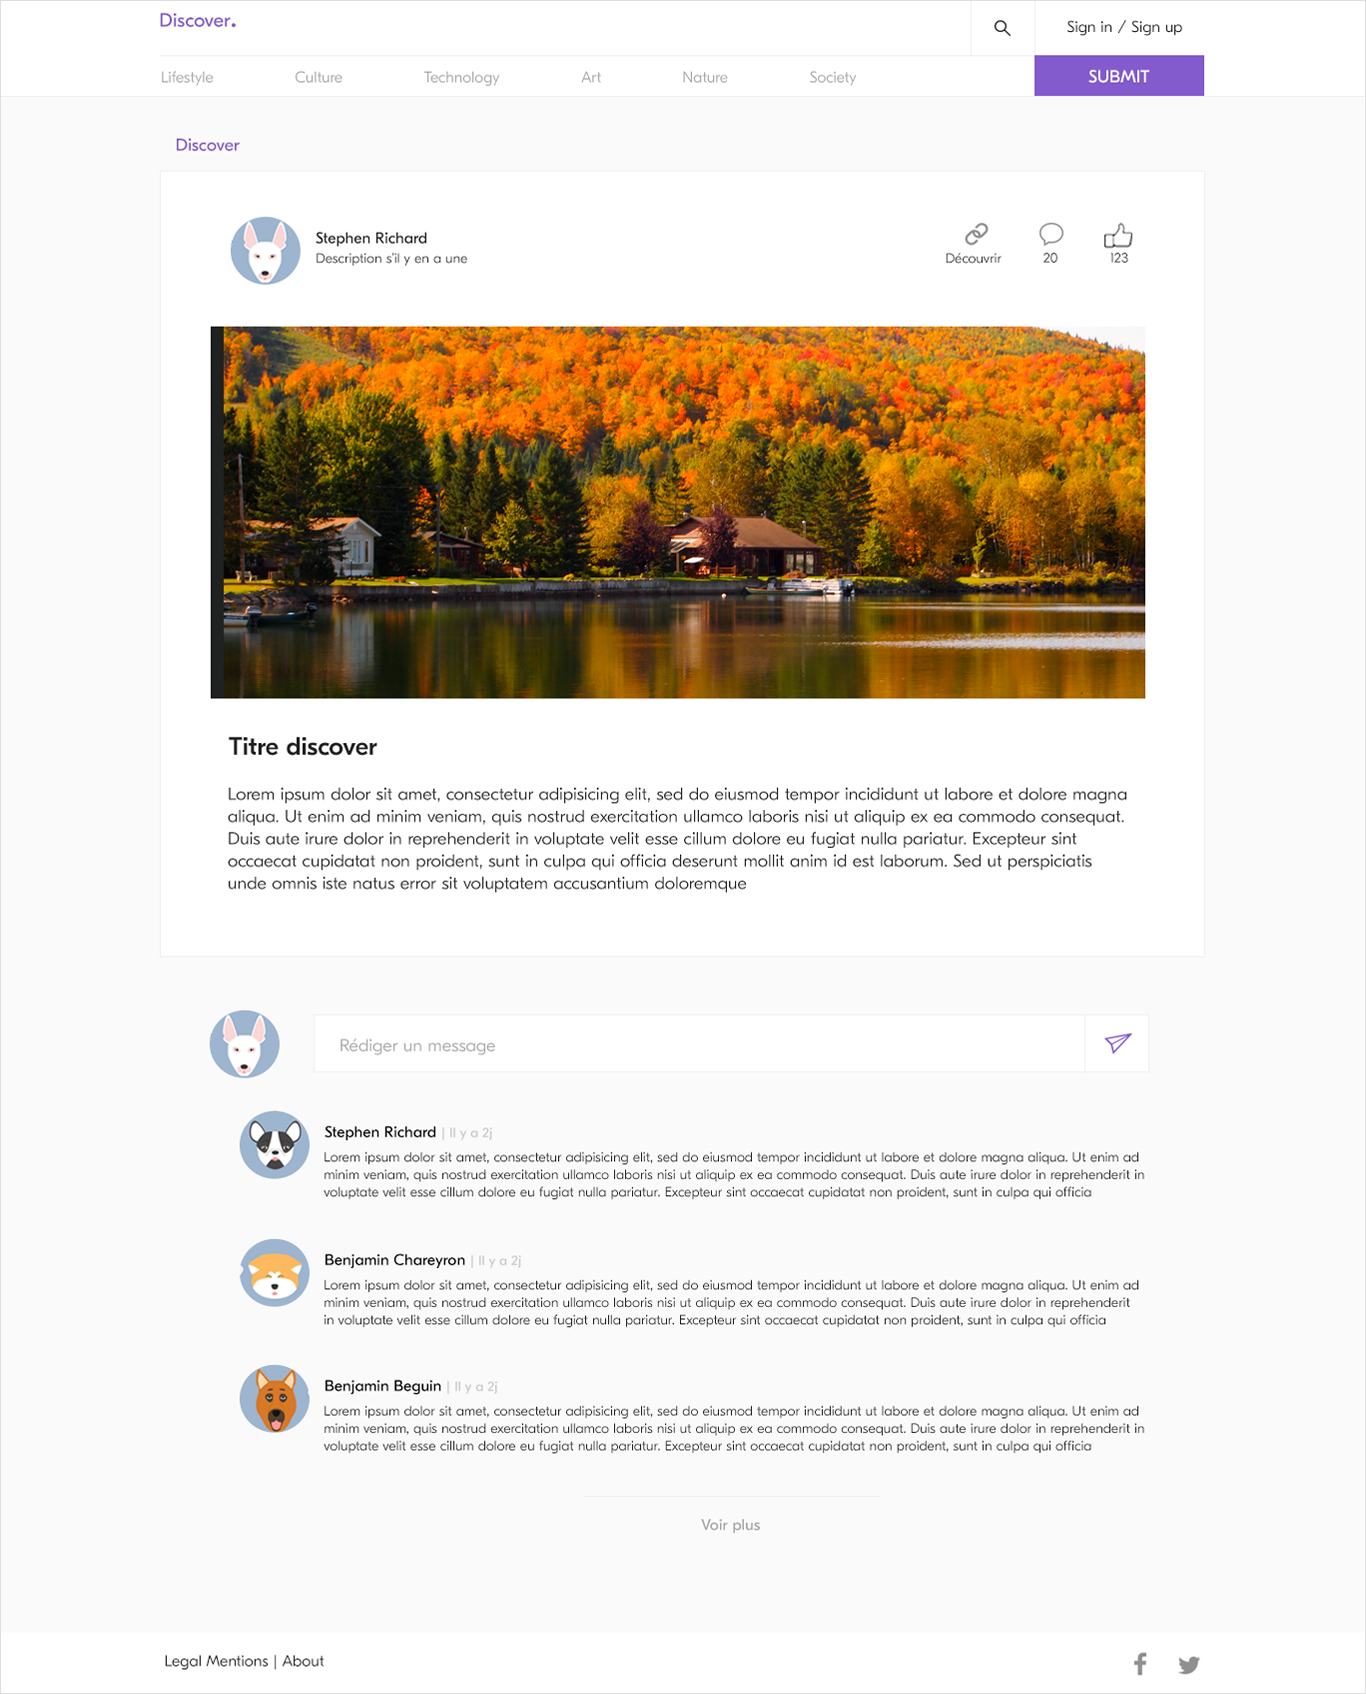 Discover.
Sign in / Sign up
Lifestyle
Culture
Technology
Art
Nature
Society
SUBMIT
Discover
Stephen Richard
Description s'il y en a une
Découvrir
20
123
Titre discover
Lorem ipsum dolor sit amet, consectetur adipisicing elit, sed do eiusmod tempor incididunt ut labore et dolore magna
aliqua. Ut enim ad minim veniam, quis nostrud exercitation ullamco laboris nisi ut aliquip ex ea commodo consequat.
Duis aute irure dolor in reprehenderit in voluptate velit esse cillum dolore eu fugiat nulla pariatur. Excepteur sint
occaecat cupidatat non proident, sunt in culpa qui officia deserunt mollit anim id est laborum. Sed ut perspiciatis
unde omnis iste natus error sit voluptatem accusantium doloremque
Rédiger un message
Stephen Richard | Il y a 2j
Lorem ipsum dolor sit amet, consectetur adipisicing elit, sed do eiusmod tempor incididunt ut labore et dolore magna aliqua. Ut enim ad
minim veniam, quis nostrud exercitation ullamco laboris nisi ut aliquip ex ea commodo consequat. Duis aute irure dolor in reprehenderit in
voluptate velit esse cillum dolore eu fugiat nulla pariatur. Excepteur sint occaecat cupidatat non proident, sunt in culpa qui officia
Benjamin Chareyron | Il y a 2j
Lorem ipsum dolor sit amet, consectetur adipisicing elit, sed do eiusmod tempor incididunt ut labore et dolore magna aliqua. Ut enim ad
minim veniam, quis nostrud exercitation ullamco laboris nisi ut aliquip ex ea commodo consequat. Duis aute irure dolor in reprehenderit
in voluptate velit esse cillum dolore eu fugiat nulla pariatur. Excepteur sint occaecat cupidatat non proident, sunt in culpa qui officia
Benjamin Beguin | Il y a 2j
Lorem ipsum dolor sit amet, consectetur adipisicing elit, sed do eiusmod tempor incididunt ut labore et dolore magna aliqua. Ut enim ad
minim veniam, quis nostrud exercitation ullamco laboris nisi ut aliquip ex ea commodo consequat. Duis aute irure dolor in reprehenderit in
voluptate velit esse cillum dolore eu fugiat nulla pariatur. Excepteur sint occaecat cupidatat non proident, sunt in culpa qui officia
Voir plus
Legal Mentions | About